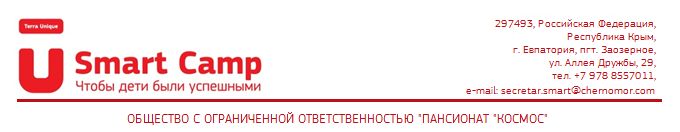 Terra Unique
U Smart Camp
Чтобы дети были успешными
297493, Российская Федерация,
Республика Крым,
г. Евпатория, пгт. Заозерное,
ул. Аллея Дружбы, 29,
тел. +7 978 8557011,
e-mail: secretar.smart@chernomor.com
ОБЩЕСТВО С ОГРАНИЧЕННОЙ ОТВЕТСТВЕННОСТЬЮ "ПАНСИОНАТ "КОСМОС"